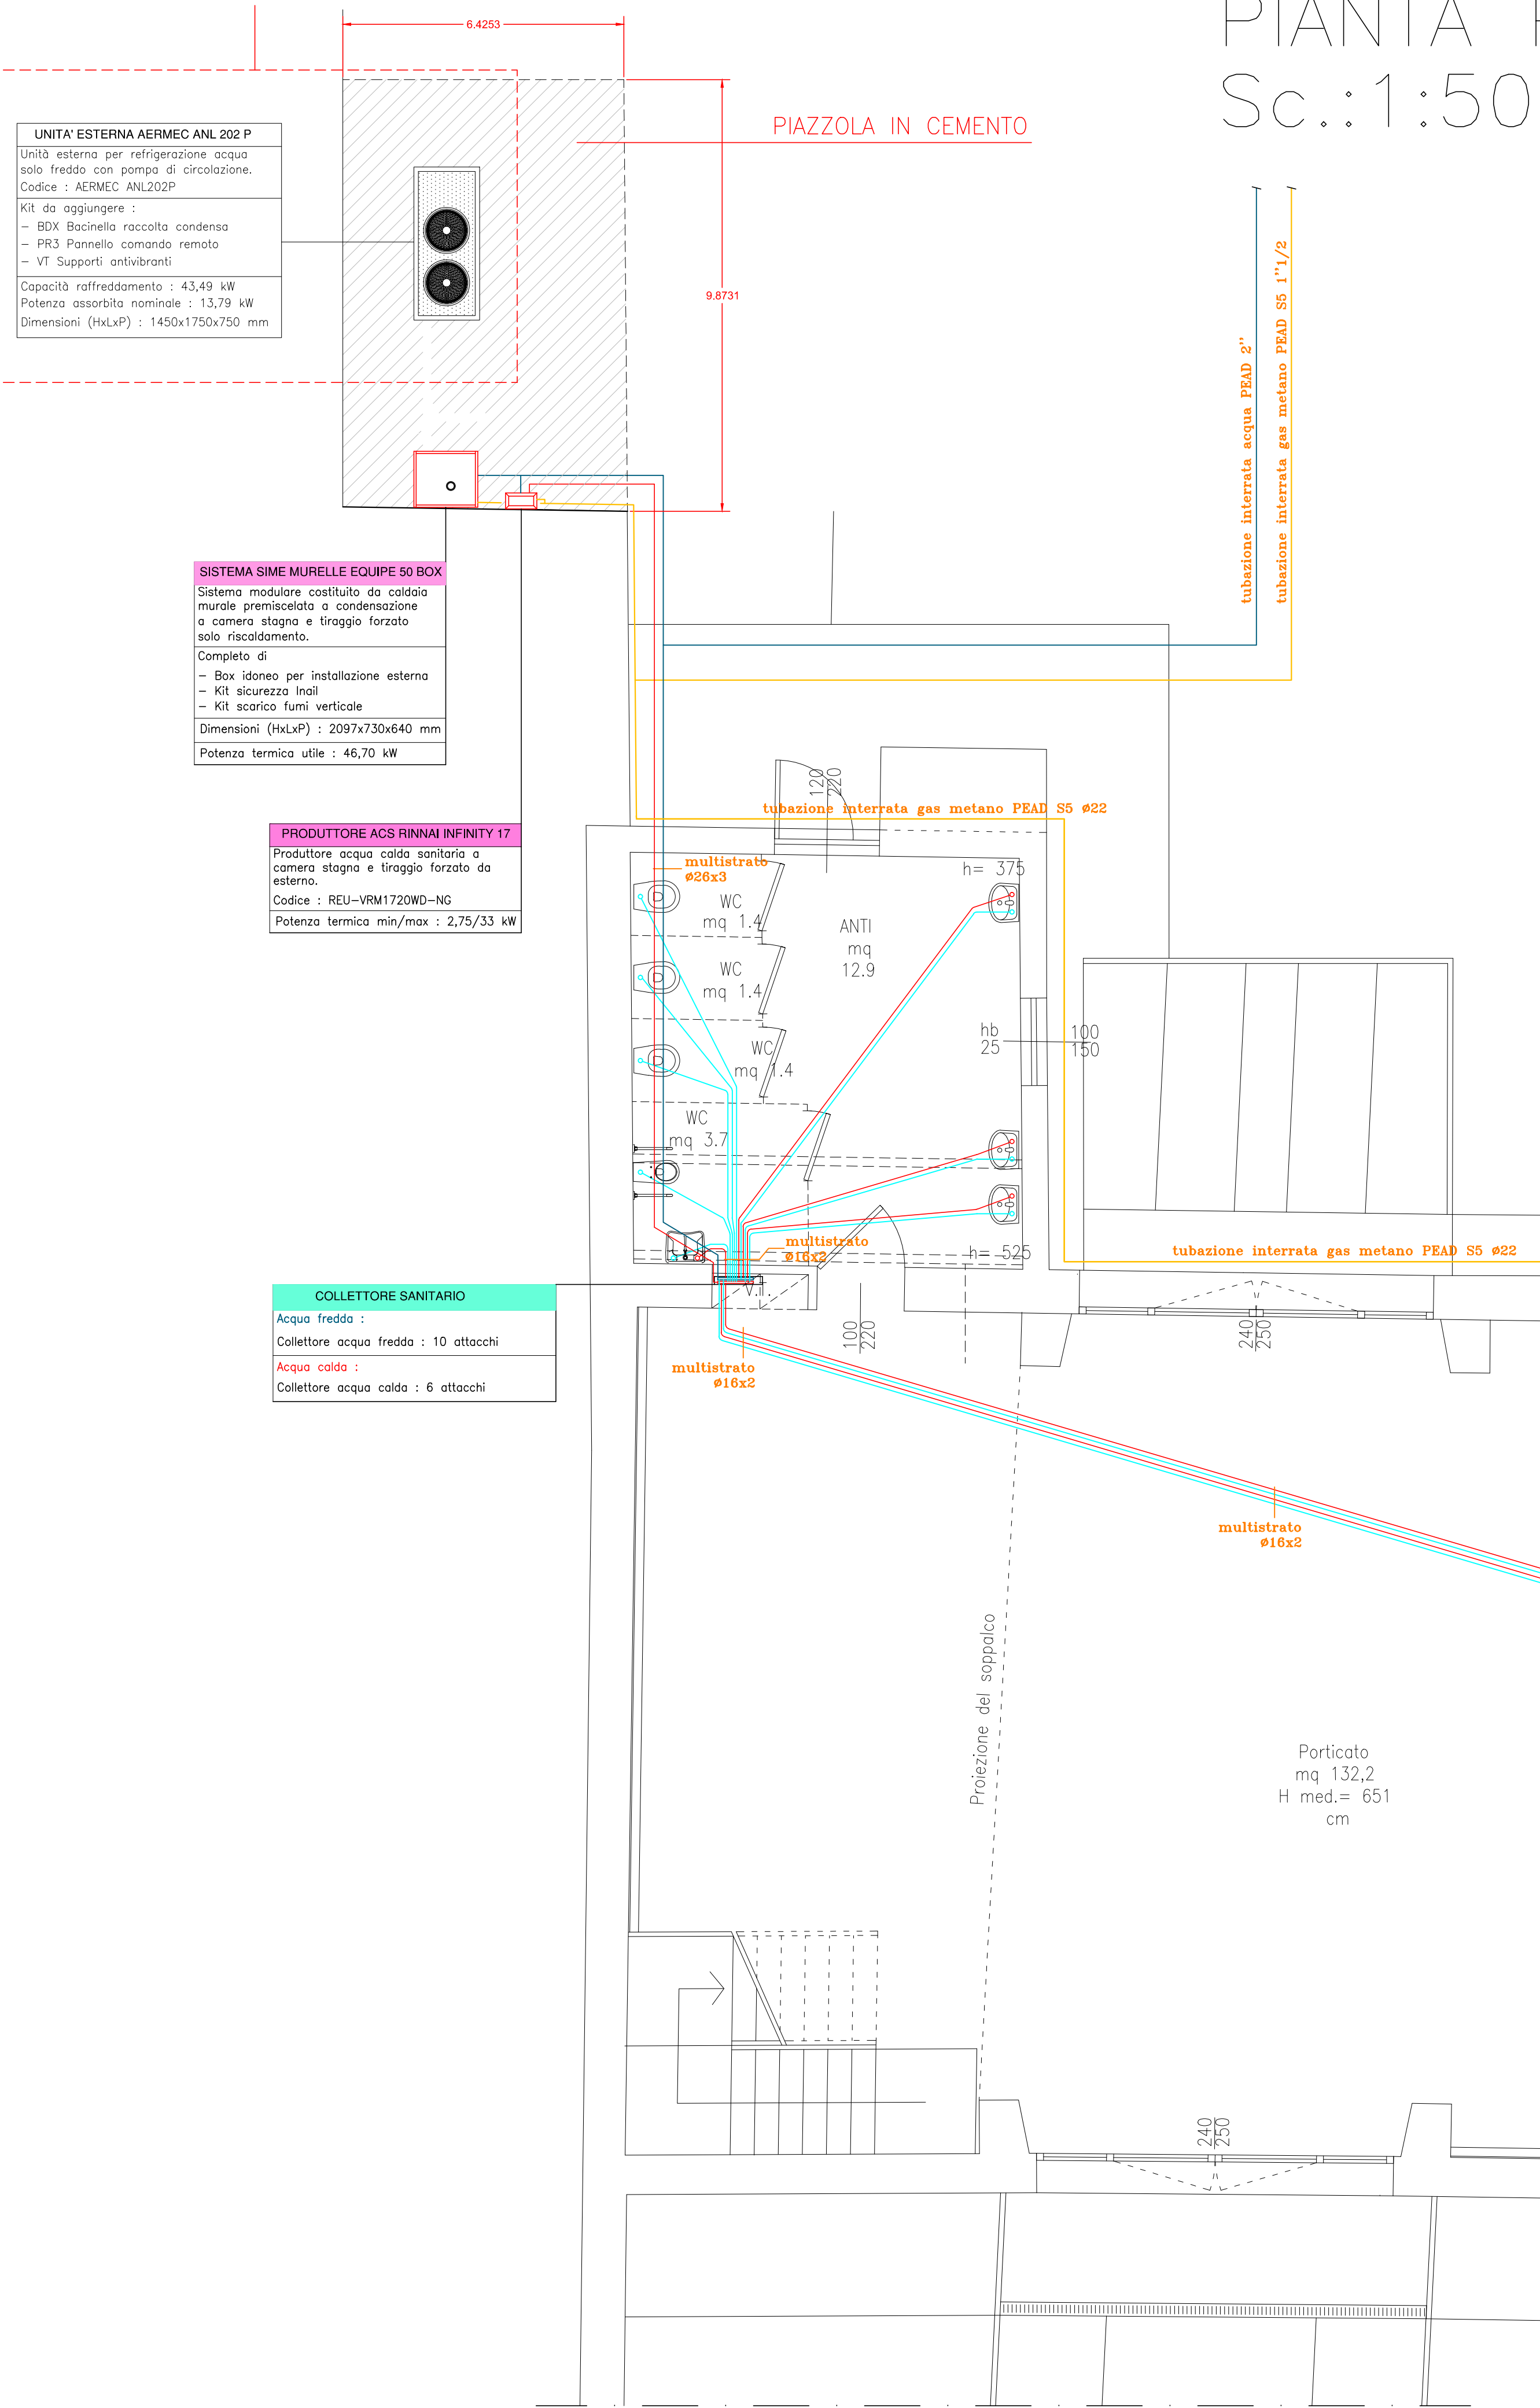 PIANTA
Sc.:1:50
6.4253
PIAZZOLA IN CEMENTO
9.8731
UNITA' ESTERNA AERMEC ANL 202 P
Unità esterna per refrigerazione acqua
solo freddo con pompa di circolazione.
Codice : AERMEC ANL202P
Kit da aggiungere :
– BDX Bacinella raccolta condensa
– PR3 Pannello comando remoto
– VT Supporti antivibranti
Capacità raffreddamento : 43,49 kW
Potenza assorbita nominale : 13,79 kW
Dimensioni (HxLxP) : 1450x1750x750 mm
tubazione interrata acqua PEAD 2"
tubazione interrata gas metano PEAD S5 1"1/2
SISTEMA SIME MURELLE EQUIPE 50 BOX
Sistema modulare costituito da caldaia
murale premiscelata a condensazione
a camera stagna e tiraggio forzato
solo riscaldamento.
Completo di
– Box idoneo per installazione esterna
– Kit sicurezza Inail
– Kit scarico fumi verticale
Dimensioni (HxLxP) : 2097x730x640 mm
Potenza termica utile : 46,70 kW
PRODUTTORE ACS RINNAI INFINITY 17
Produttore acqua calda sanitaria a
camera stagna e tiraggio forzato da
esterno.
Codice : REU–VRM1720WD–NG
Potenza termica min/max : 2,75/33 kW
120
220
tubazione interrata gas metano PEAD S5 ø22
multistrato
ø26x3
h= 375
WC
mq 1.4
ANTI
mq
12.9
WC
mq 1.4
hb
25
100
150
WC
mq 1.4
WC
mq 3.7
multistrato
ø16x2
h= 525
tubazione interrata gas metano PEAD S5 ø22
V.II.
COLLETTORE SANITARIO
Acqua fredda :
Collettore acqua fredda : 10 attacchi
Acqua calda :
Collettore acqua calda : 6 attacchi
100
220
240
250
multistrato
ø16x2
multistrato
ø16x2
Proiezione del soppalco
Porticato
mq 132,2
H med.= 651
cm
240
250